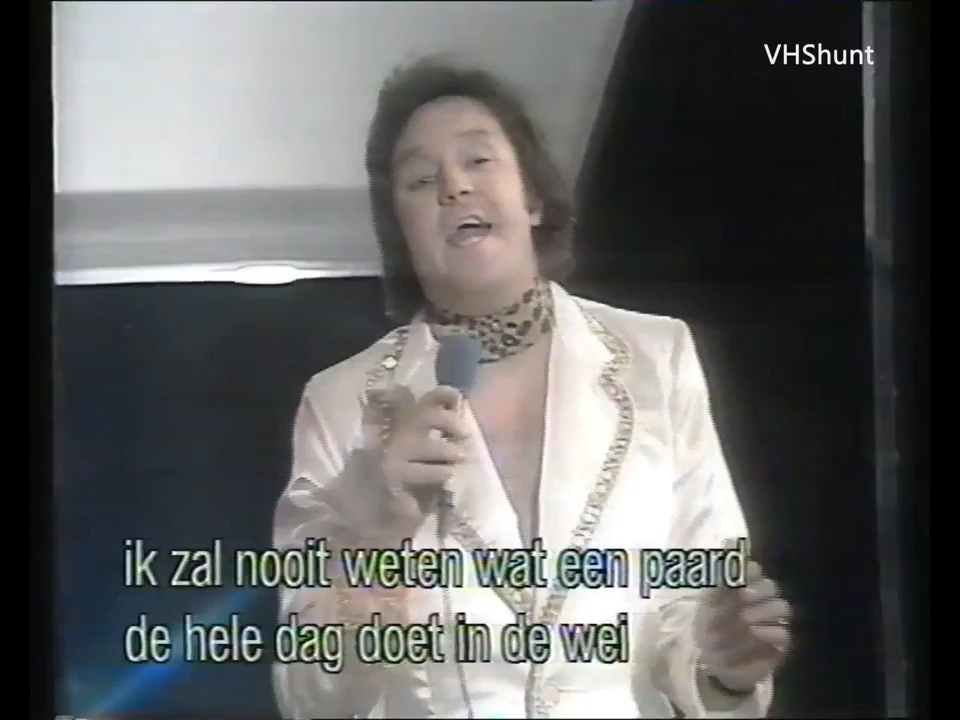 VHShunt
ik zal nooit weten wat een paard
de hele dag doet in de wei